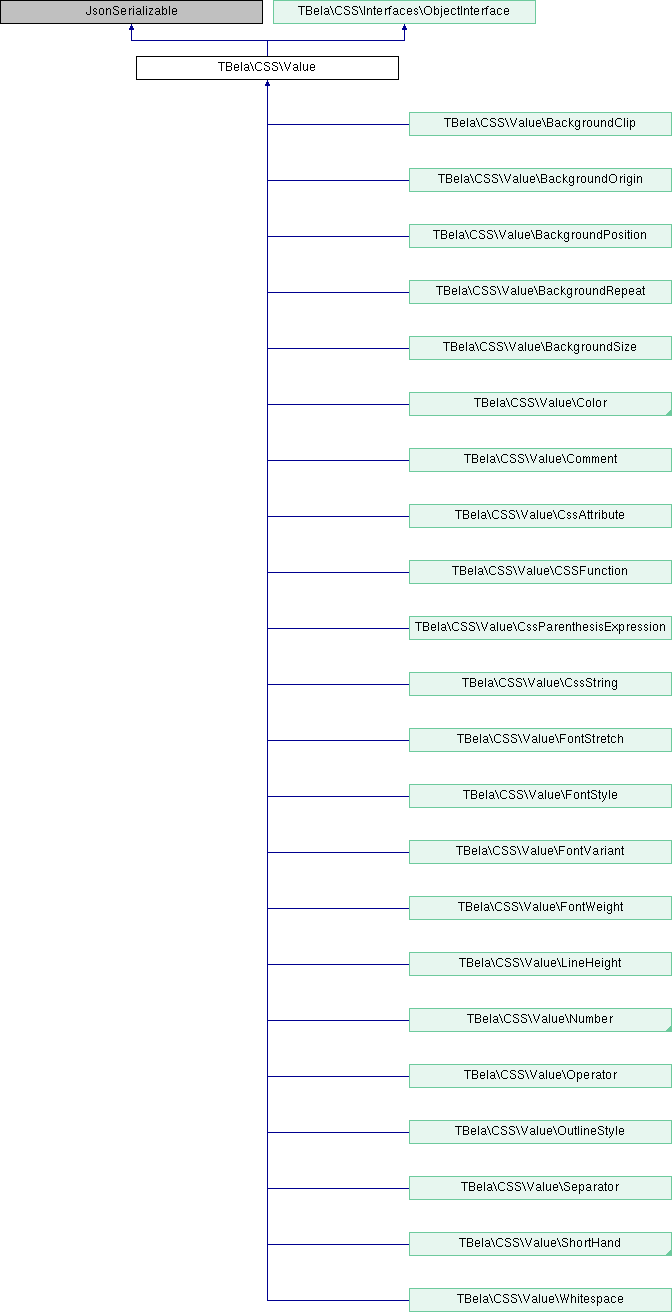 JsonSerializable
TBela\CSS\Interfaces\ObjectInterface
TBela\CSS\Value
TBela\CSS\Value\BackgroundClip
TBela\CSS\Value\BackgroundOrigin
TBela\CSS\Value\BackgroundPosition
TBela\CSS\Value\BackgroundRepeat
TBela\CSS\Value\BackgroundSize
TBela\CSS\Value\Color
TBela\CSS\Value\Comment
TBela\CSS\Value\CssAttribute
TBela\CSS\Value\CSSFunction
TBela\CSS\Value\CssParenthesisExpression
TBela\CSS\Value\CssString
TBela\CSS\Value\FontStretch
TBela\CSS\Value\FontStyle
TBela\CSS\Value\FontVariant
TBela\CSS\Value\FontWeight
TBela\CSS\Value\LineHeight
TBela\CSS\Value\Number
TBela\CSS\Value\Operator
TBela\CSS\Value\OutlineStyle
TBela\CSS\Value\Separator
TBela\CSS\Value\ShortHand
TBela\CSS\Value\Whitespace